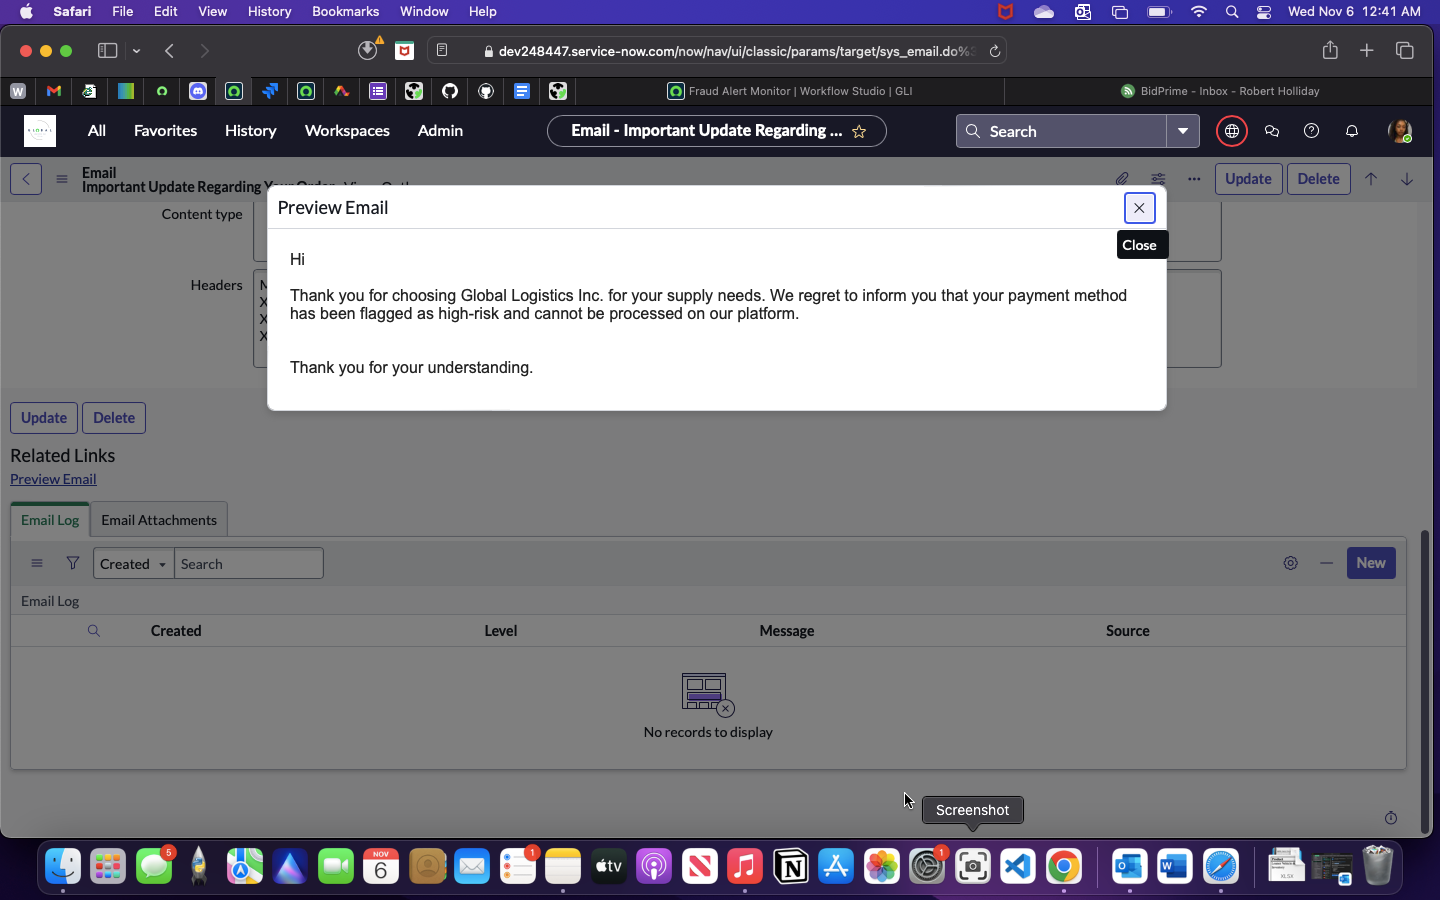 Safari File Edit View History Bookmarks Window Help Wed Nov 6 12:41 AM
dev248447.service-now.com/now/nav/ui/classic/params/target/sys_email.do%3
Fraud Alert Monitor | Workflow Studio | GLI
BidPrime - Inbox - Robert Holliday
All Favorites History Workspaces Admin
Email - Important Update Regarding ...
Search
Email
Important Update Regarding
Update Delete
Preview Email
Close
Content type
Headers
Hi
Thank you for choosing Global Logistics Inc. for your supply needs. We regret to inform you that your payment method
has been flagged as high-risk and cannot be processed on our platform.
Thank you for your understanding.
Update Delete
Related Links
Preview Email
Email Log Email Attachments
Created Search New
Email Log
Created Level Message Source
No records to display
Screenshot
5
NOV
6
1
tv
1
XLSX